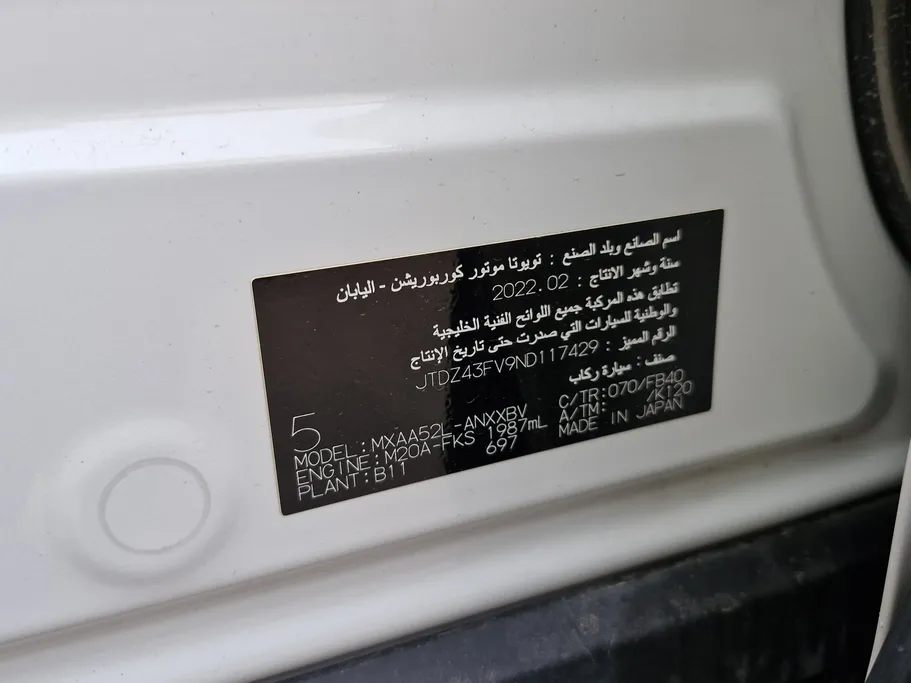 اسم الصانع وبلد الصنع : تويوتا موتور كوربوريشن - اليابان
سنة وشهر الانتاج : 2022.02
تطابق هذه المركبة جميع اللوائح الفنية الخليجية
والوطنية للسيارات التي صدرت حتى تاريخ الإنتاج
الرقم المميز : JTDZ43FV9ND117429
صنف : سيارة ركاب
5
MODEL:MXAA52L-ANXXBV C/TR:070/FB40
ENGINE:M20A-FKS 1987mL A/TM: /K120
PLANT:B11 697 MADE IN JAPAN